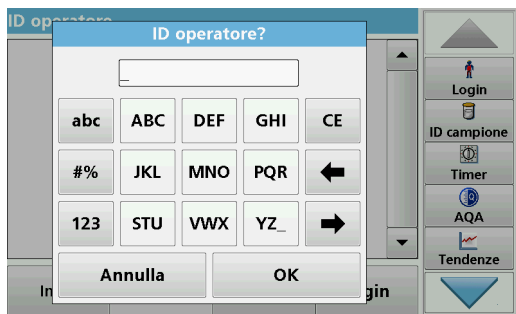 ID operatore
ID operatore?
_
abc ABC DEF GHI CE
#% JKL MNO PQR
123 STU VWX YZ_
Annulla OK
In gin
Login
ID campione
Timer
AQA
Tendenze